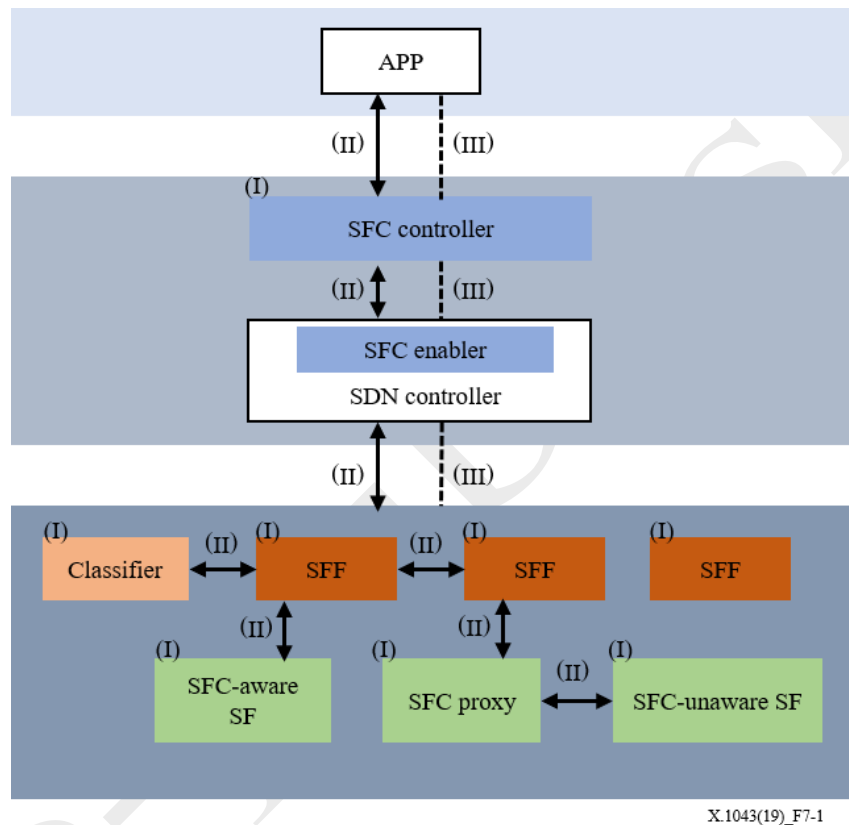 APP
(II) (III)
(I)
SFC controller
(II) (III)
SFC enabler
SDN controller
(II) (III)
(I) (II) (I) (II) (I) (I)
Classifier SFF SFF SFF
(II) (II)
(I) (I) (II) (I)
SFC-aware
SF
SFC proxy SFC-unaware SF
X.1043(19)_F7-1